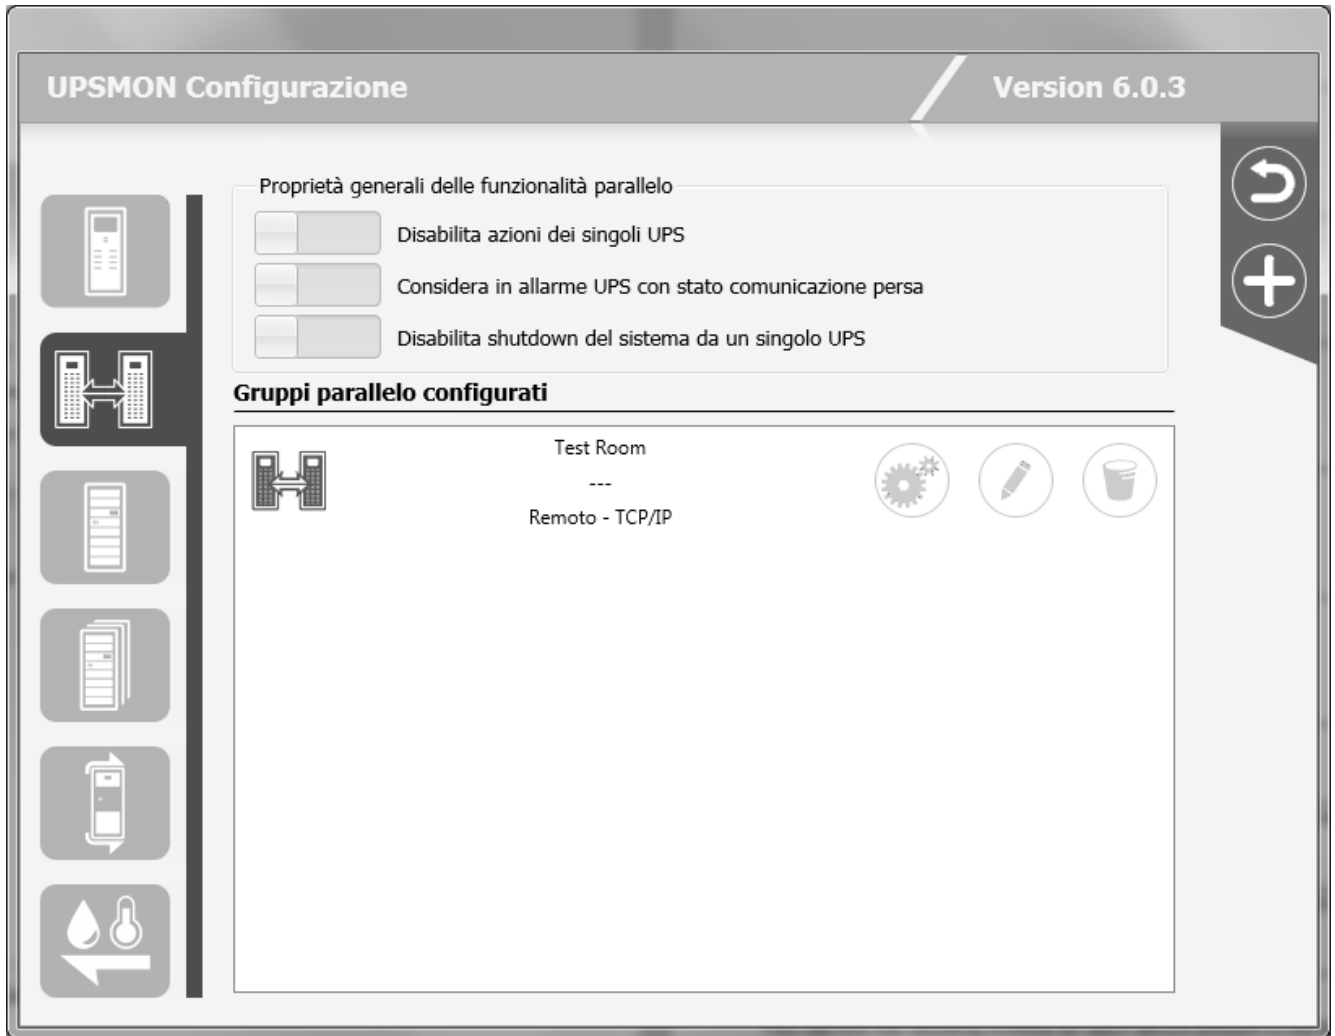 UPSMON Configurazione
Version 6.0.3
Proprietà generali delle funzionalità parallelo
Disabilita azioni dei singoli UPS
Considera in allarme UPS con stato comunicazione persa
Disabilita shutdown del sistema da un singolo UPS
Gruppi parallelo configurati
Test Room
---
Remoto - TCP/IP